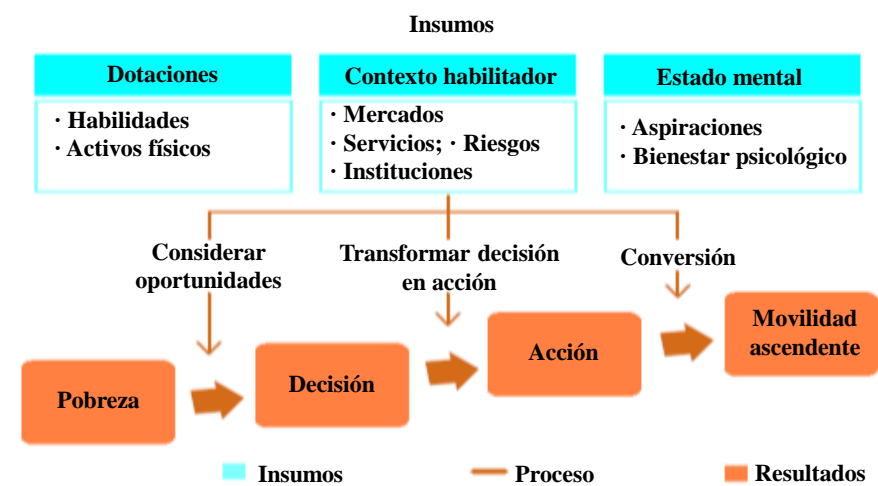 Insumos
Dotaciones
· Habilidades
· Activos físicos
Contexto habilitador
· Mercados
· Servicios; · Riesgos
· Instituciones
Estado mental
· Aspiraciones
· Bienestar psicológico
Considerar
oportunidades
Transformar decisión
en acción
Conversión
Pobreza
Decisión
Acción
Movilidad
ascendente
Insumos
Proceso
Resultados